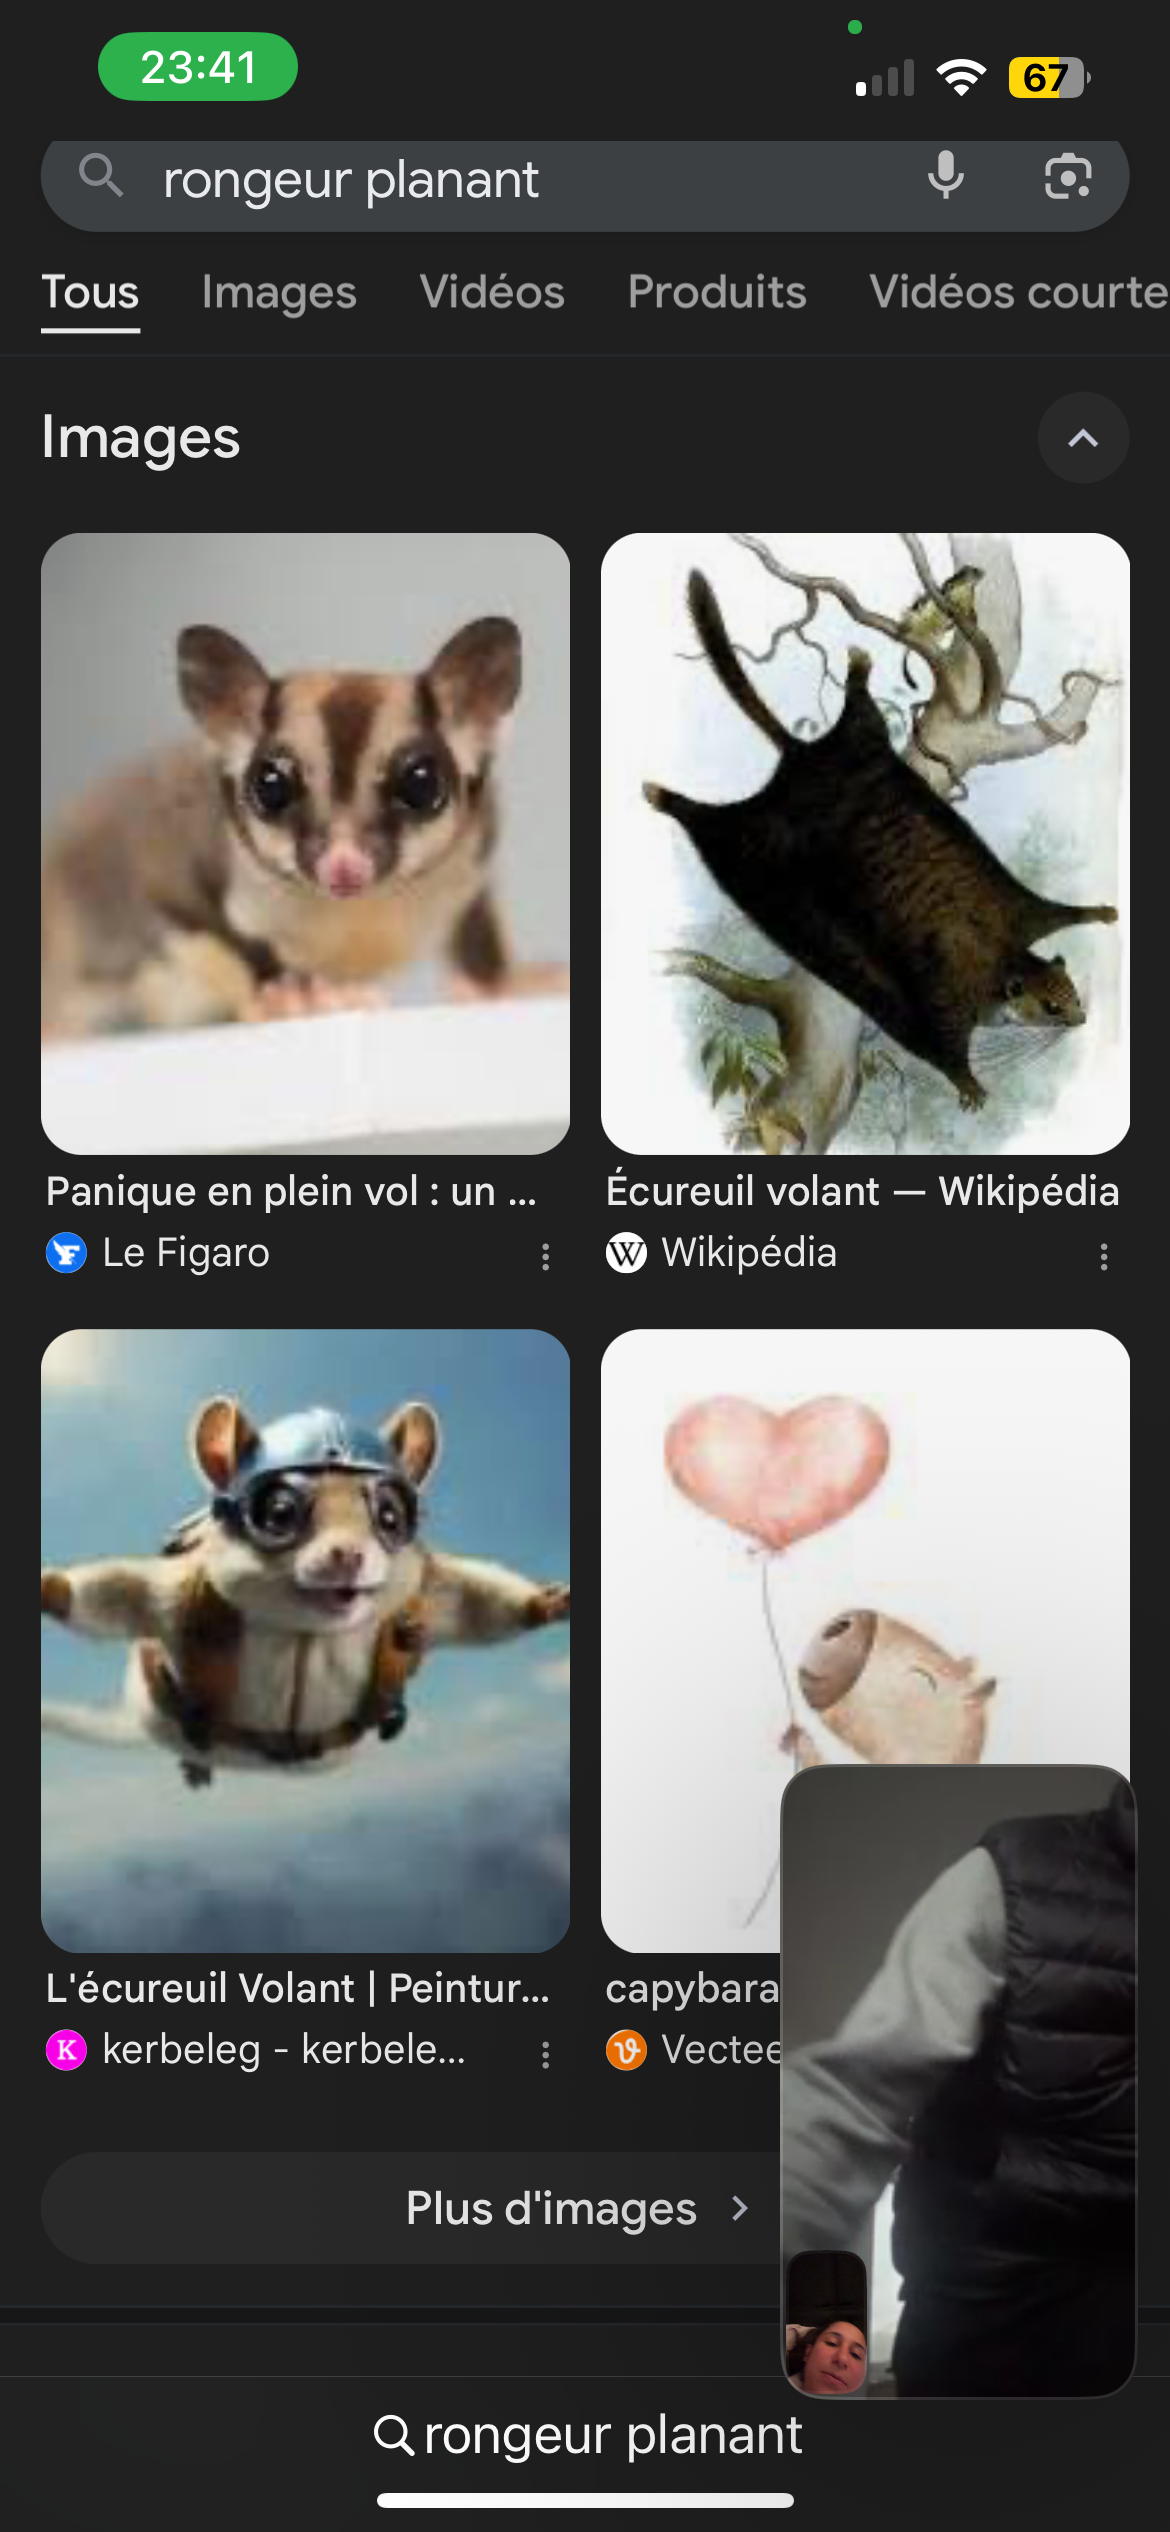 23:41
67
rongeur planant
Tous Images Vidéos Produits Vidéos courte
Images
Panique en plein vol : un ...
Le Figaro
Écureuil volant — Wikipédia
W Wikipédia
L'écureuil Volant | Peintur...
K kerbeleg - kerbele...
capybara
Vectee
Plus d'images
rongeur planant